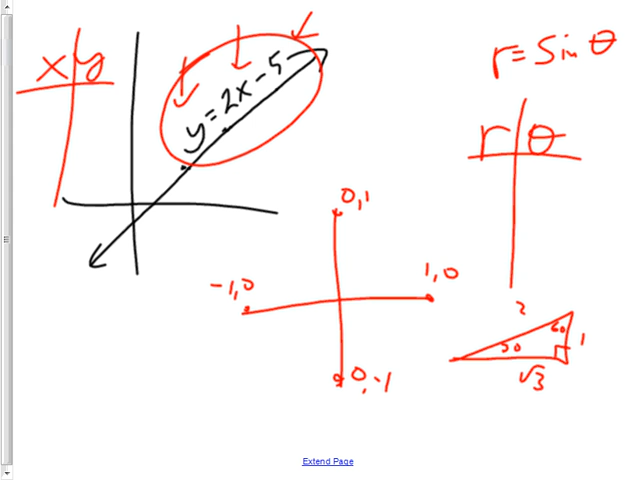 x y
y=2x-5
r=sin θ
r θ
0,1
-1,0
1,0
0,-1
2
60
30
1
√3
Extend Page